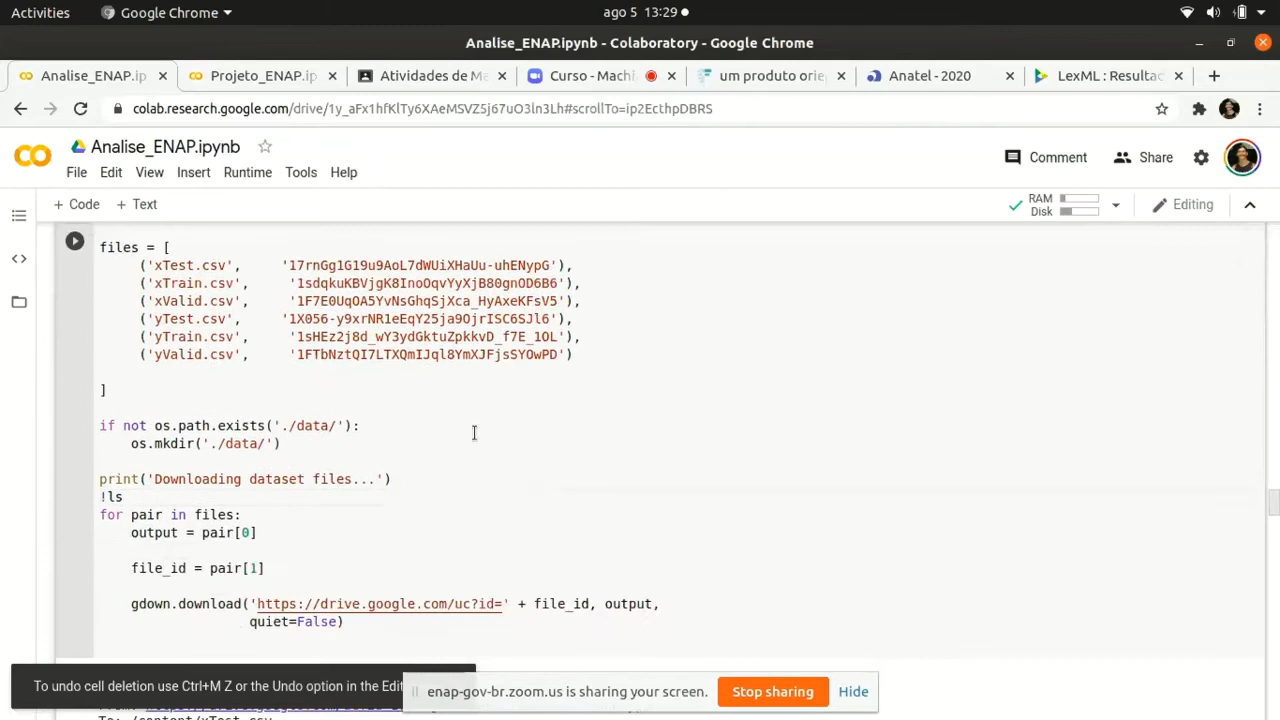 Activities Google Chrome ago 5 13:29
Analise_ENAP.ipynb - Colaboratory - Google Chrome
Analise_ENAP.ip Projeto_ENAP.ip Atividades de M Curso - Machi um produto orie Anatel - 2020 LexML : Resultac
colab.research.google.com/drive/1y_aFx1hfKlTy6XAeMSVZ5j67uO3ln3Lh#scrollTo=ip2EcthpDBRS
Analise_ENAP.ipynb
Comment Share
File Edit View Insert Runtime Tools Help
+ Code + Text RAM Disk Editing
files = [
('xTest.csv', '17rnGg1G19u9AoL7dWUiXHaUu-uhENypG'),
('xTrain.csv', '1sdqkuKBVjgK8InoOqvYyXjB80gnOD6B6'),
('xValid.csv', '1F7E0UqOA5YvNsGhqSjXca_HyAxeKFsV5'),
('yTest.csv', '1X056-y9xrNR1eEqY25ja9OjrISC6SJl6'),
('yTrain.csv', '1sHEz2j8d_wY3ydGktuZpkkvD_f7E_1OL'),
('yValid.csv', '1FTbNztQI7LTXQmIJql8YmXJFjsSYOwPD')
]
if not os.path.exists('./data/'):
os.mkdir('./data/')
print('Downloading dataset files...')
!ls
for pair in files:
output = pair[0]
file_id = pair[1]
gdown.download('https://drive.google.com/uc?id=' + file_id, output,
quiet=False)
To undo cell deletion use Ctrl+M Z or the Undo option in the Edit
enap-gov-br.zoom.us is sharing your screen. Stop sharing Hide
To: /content/xTest.csv